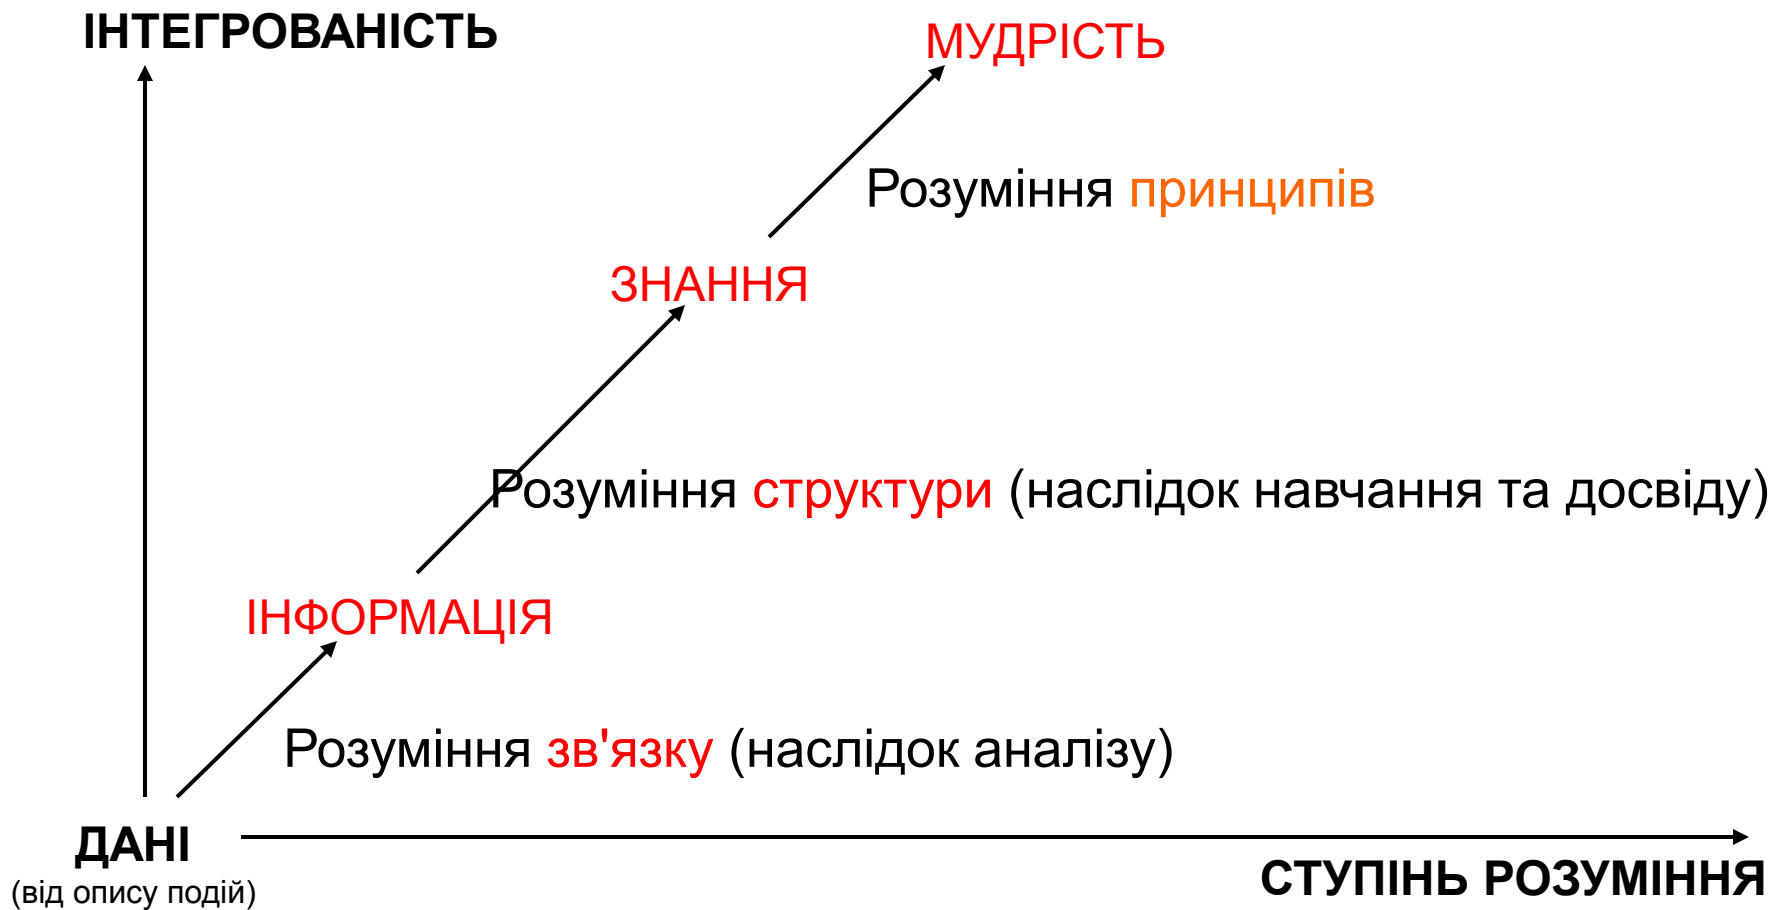 ІНТЕГРОВАНІСТЬ
МУДРІСТЬ
Розуміння принципів
ЗНАННЯ
Розуміння структури (наслідок навчання та досвіду)
ІНФОРМАЦІЯ
Розуміння зв'язку (наслідок аналізу)
ДАНІ
(від опису подій)
СТУПІНЬ РОЗУМІННЯ